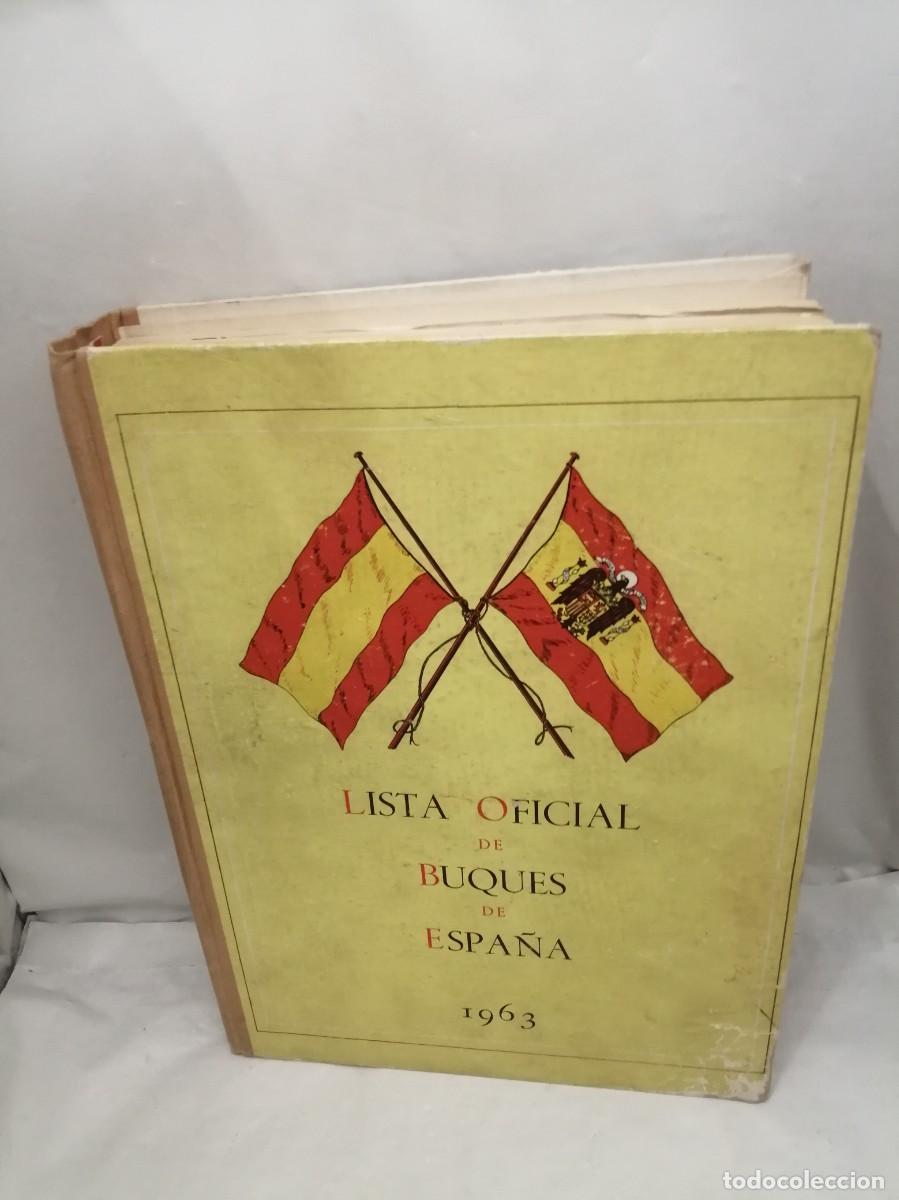 LISTA OFICIAL
DE
BUQUES
DE
ESPAÑA
1963
todocoleccion